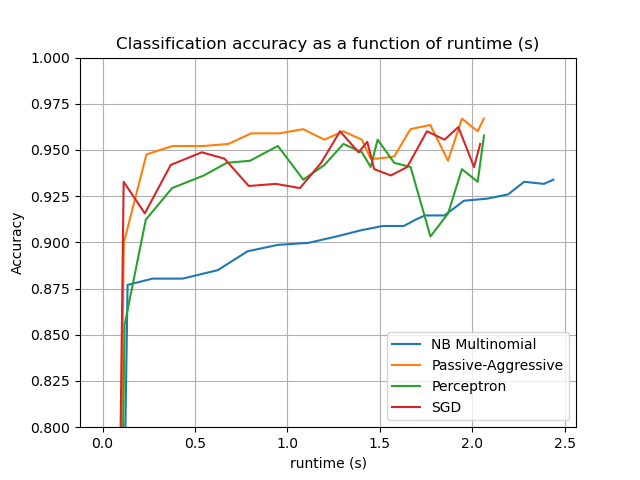 Classification accuracy as a function of runtime (s)
1.000
0.975
0.950
0.925
0.900
0.875
0.850
0.825
0.800
Accuracy
NB Multinomial
Passive-Aggressive
Perceptron
SGD
0.0 0.5 1.0 1.5 2.0 2.5
runtime (s)